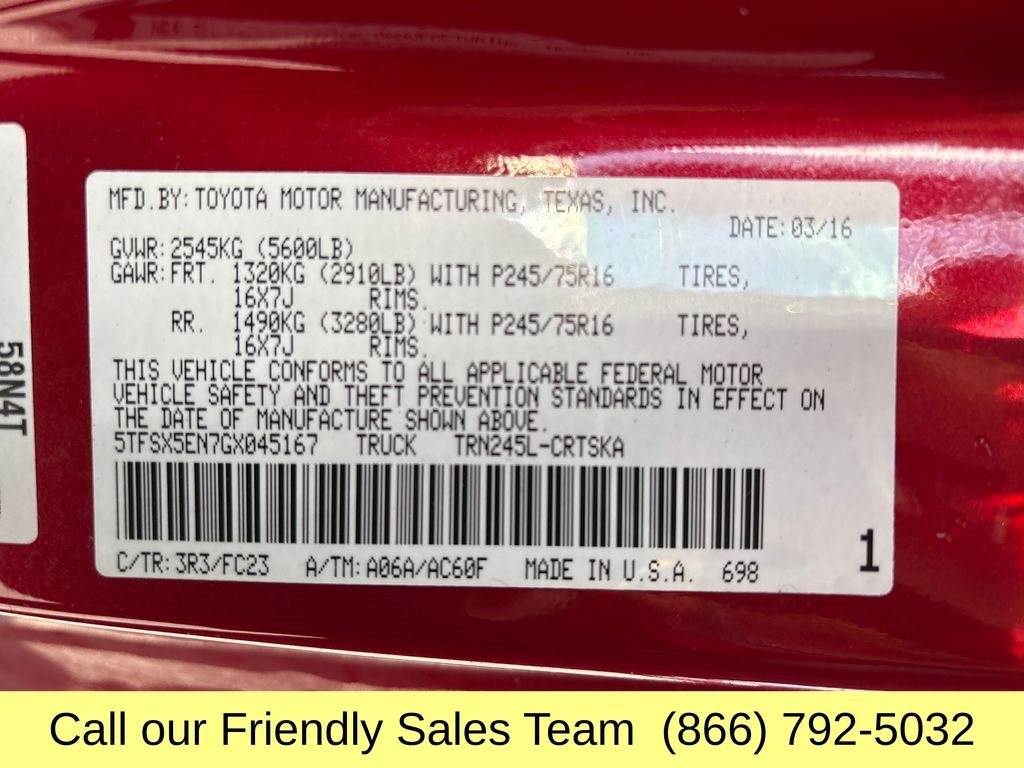 MFD.BY:TOYOTA MOTOR MANUFACTURING, TEXAS, INC.
DATE:03/16
GVWR:2545KG (5600LB)
GAWR:FRT. 1320KG (2910LB) WITH P245/75R16 TIRES,
16X7J RIMS.
RR. 1490KG (3280LB) WITH P245/75R16 TIRES,
16X7J RIMS.
THIS VEHICLE CONFORMS TO ALL APPLICABLE FEDERAL MOTOR
VEHICLE SAFETY AND THEFT PREVENTION STANDARDS IN EFFECT ON
THE DATE OF MANUFACTURE SHOWN ABOVE.
5TFSX5EN7GX045167 TRUCK TRN245L-CRTSKA
C/TR:3R3/FC23 A/TM:A06A/AC60F MADE IN U.S.A. 698
1
58N4T
Call our Friendly Sales Team (866) 792-5032